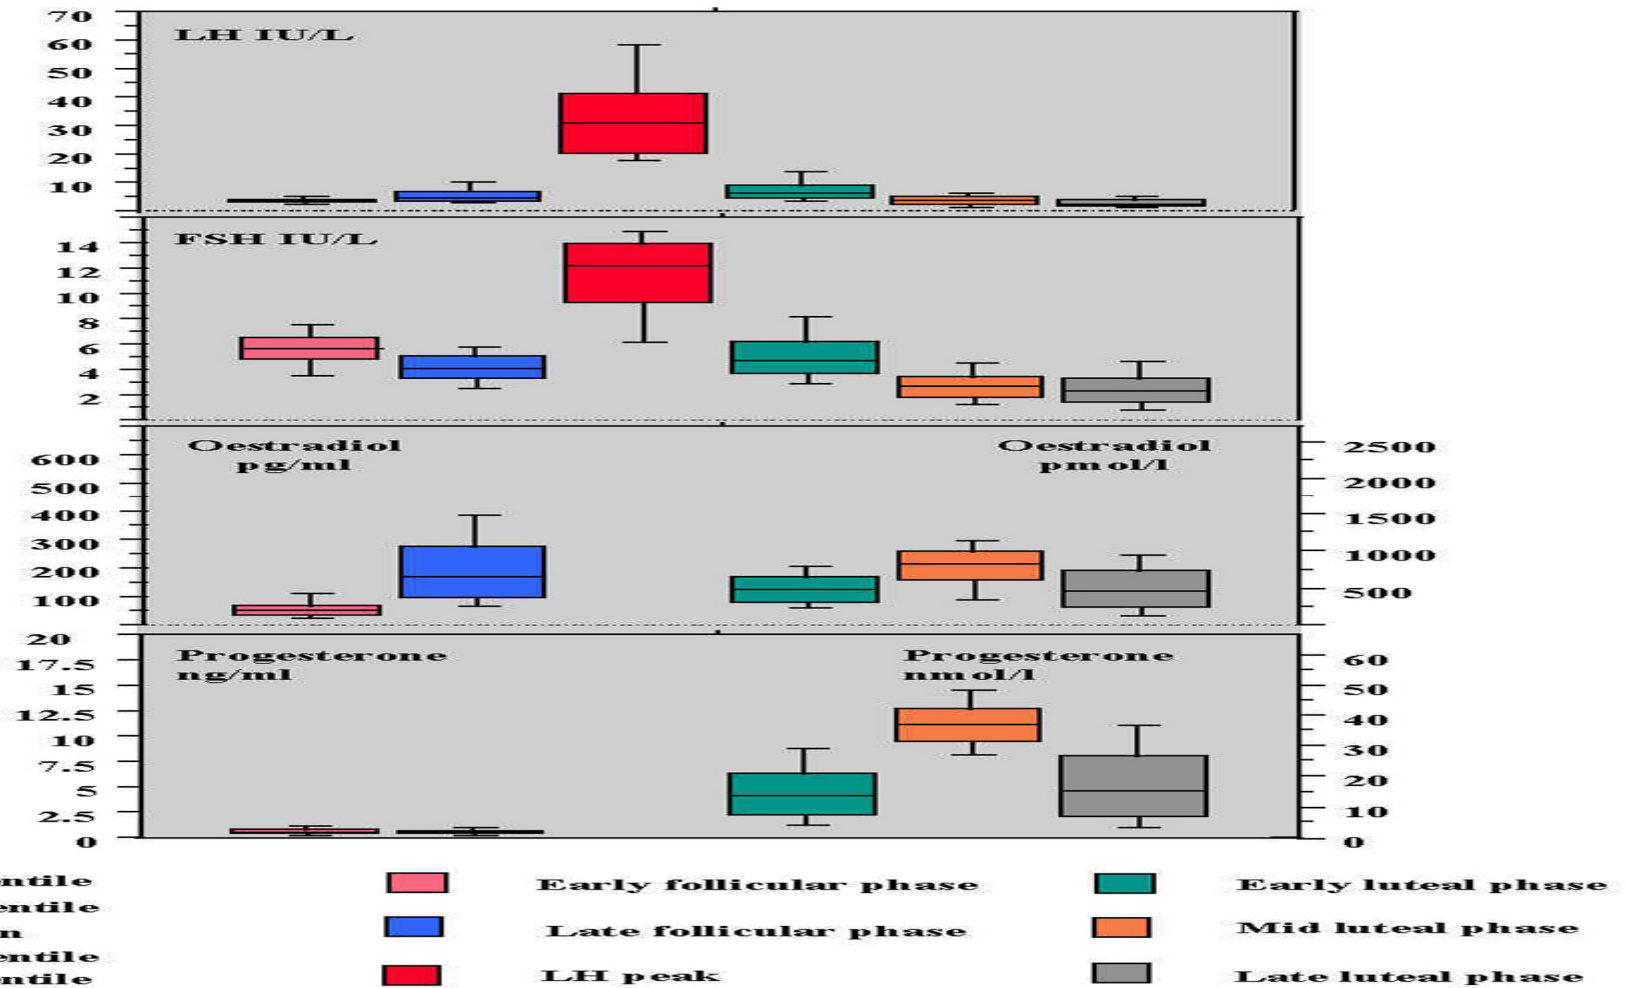 70
LH IU/L
60
50
40
30
20
10
FSH IU/L
14
12
10
8
6
4
2
Oestradiol
pg/ml
Oestradiol
pmol/l
600
500
400
300
200
100
2500
2000
1500
1000
500
20
Progesterone
ng/ml
Progesterone
nmol/l
17.5
15
12.5
10
7.5
5
2.5
0
60
50
40
30
20
10
0
ntile
entile
n
entile
ntile
Early follicular phase
Late follicular phase
LH peak
Early luteal phase
Mid luteal phase
Late luteal phase